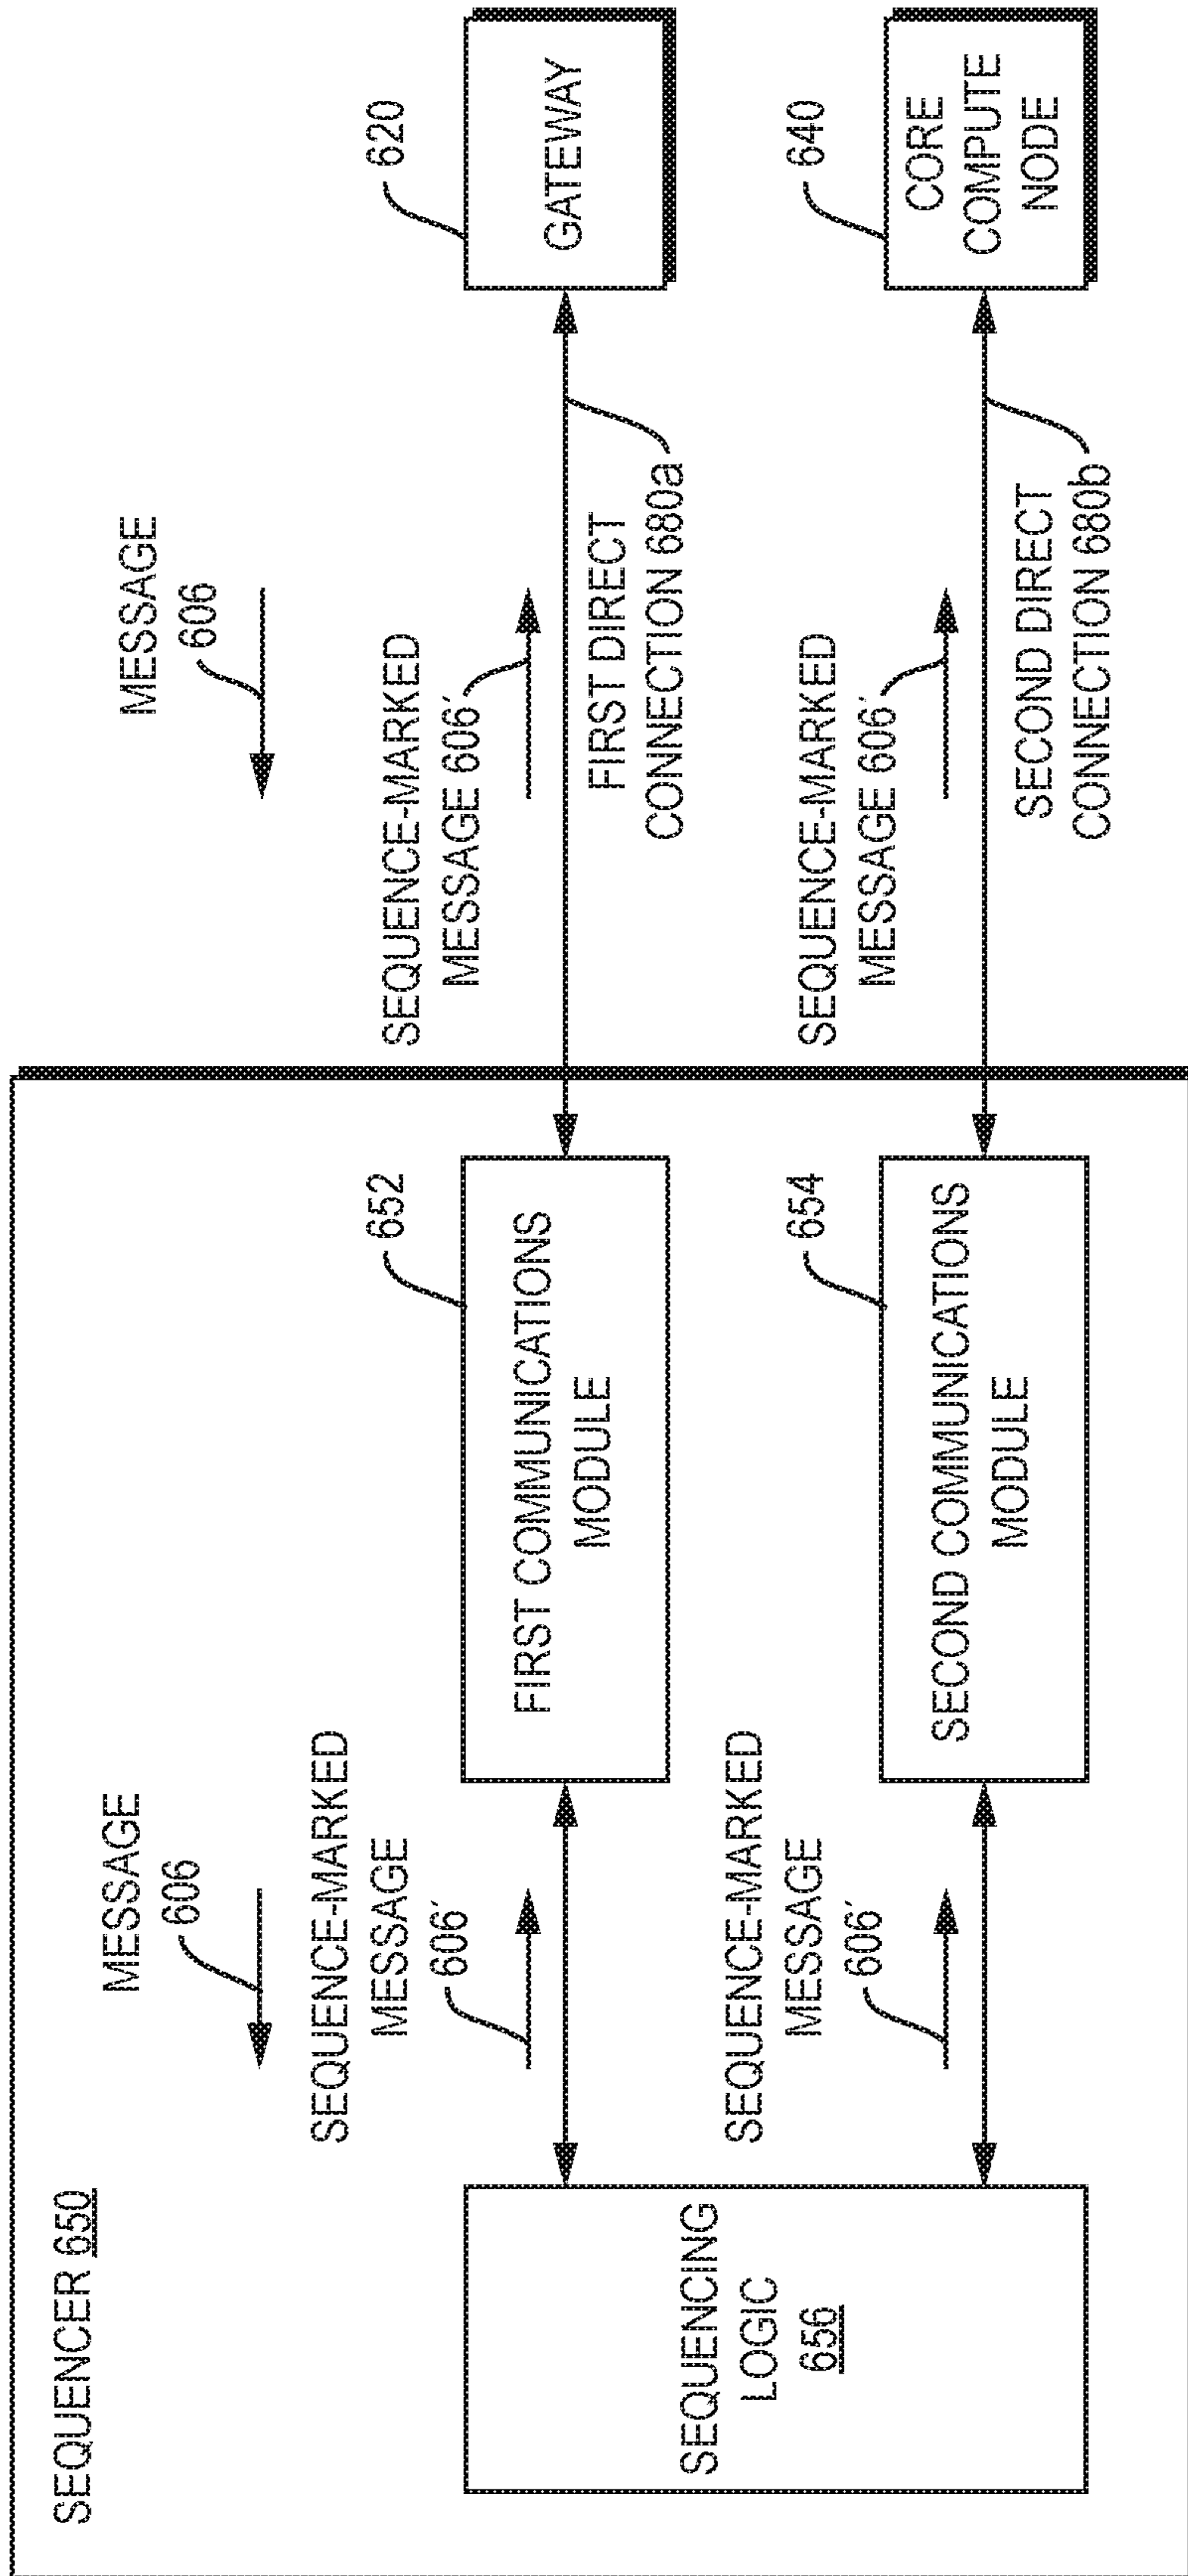 SEQUENCER 650
MESSAGE
606
MESSAGE
606
SEQUENCE-MARKED
MESSAGE
606′
SEQUENCE-MARKED
MESSAGE 606′
SEQUENCING
LOGIC
656
FIRST COMMUNICATIONS
MODULE
652
FIRST DIRECT
CONNECTION 680a
620
GATEWAY
SEQUENCE-MARKED
MESSAGE
606′
SEQUENCE-MARKED
MESSAGE 606′
SECOND COMMUNICATIONS
MODULE
654
SECOND DIRECT
CONNECTION 680b
640
CORE
COMPUTE
NODE